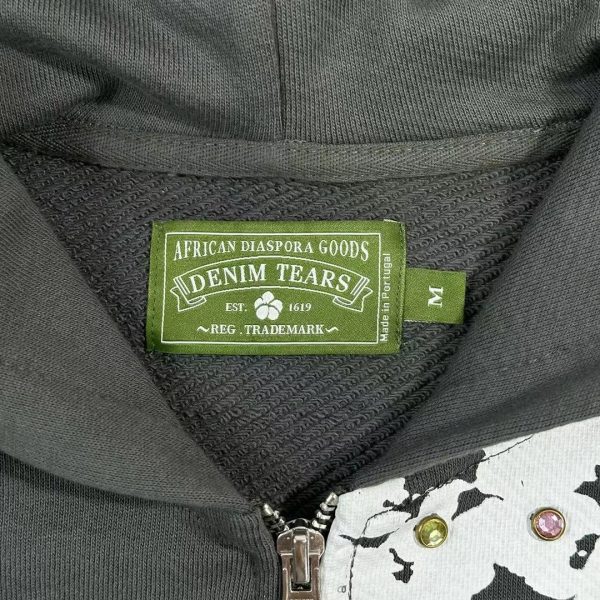 AFRICAN DIASPORA GOODS
DENIM TEARS
EST. 1619
~REG . TRADEMARK~
Made in Portugal
M